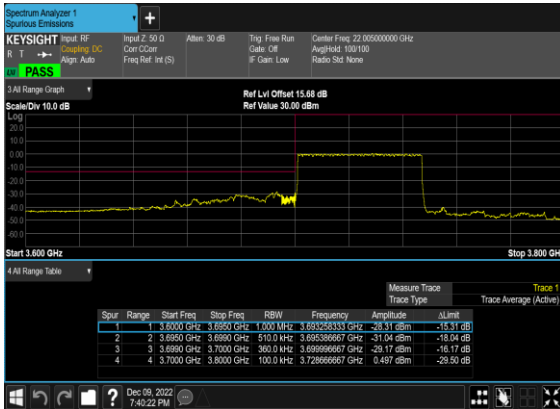 Spectrum Analyzer 1
Spurious Emissions
+
KEYSIGHT Input: RF Input Z: 50 Ω Atten: 30 dB Trig: Free Run Center Freq: 22.005000000 GHz
R T Coupling: DC Corr CCorr Gate: Off Avg|Hold: 100/100
Align: Auto Freq Ref: Int (S) IF Gain: Low Radio Std: None
PASS
3 All Range Graph
Ref Lvl Offset 15.68 dB
Scale/Div 10.0 dB Ref Value 30.00 dBm
Log
20.0
10.0
0.00
-10.0
-20.0
-30.0
-40.0
-50.0
-60.0
Start 3.600 GHz Stop 3.800 GH
4 All Range Table
Measure Trace Trace 1
Trace Type Trace Average (Active)
Spur Range Start Freq Stop Freq RBW Frequency Amplitude ΔLimit
1 1 3.6000 GHz 3.6950 GHz 1.000 MHz 3.693258333 GHz -28.31 dBm -15.31 dB
2 2 3.6950 GHz 3.6990 GHz 510.0 kHz 3.695386667 GHz -31.04 dBm -18.04 dB
3 3 3.6990 GHz 3.7000 GHz 360.0 kHz 3.699996667 GHz -29.17 dBm -16.17 dB
4 4 3.7000 GHz 3.8000 GHz 100.0 kHz 3.728666667 GHz 0.497 dBm -29.50 dB
?
Dec 09, 2022
7:40:22 PM